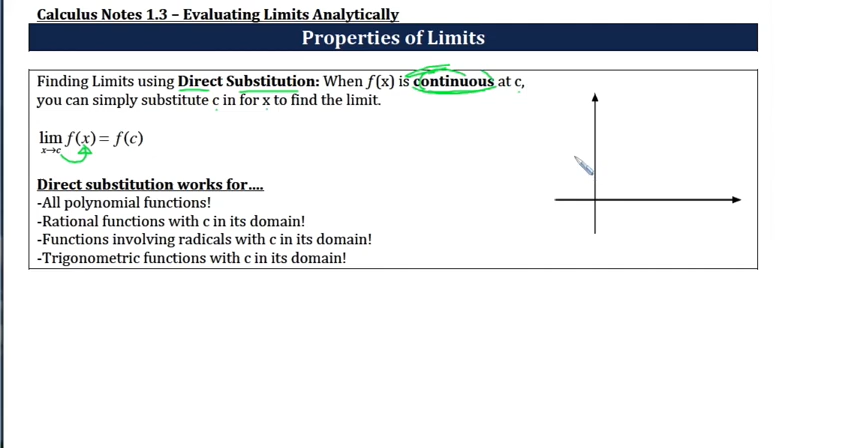 Calculus Notes 1.3 – Evaluating Limits Analytically
Properties of Limits
Finding Limits using Direct Substitution: When f(x) is continuous at c,
you can simply substitute c in for x to find the limit.
lim f(x) = f(c)
x→c
Direct substitution works for....
-All polynomial functions!
-Rational functions with c in its domain!
-Functions involving radicals with c in its domain!
-Trigonometric functions with c in its domain!